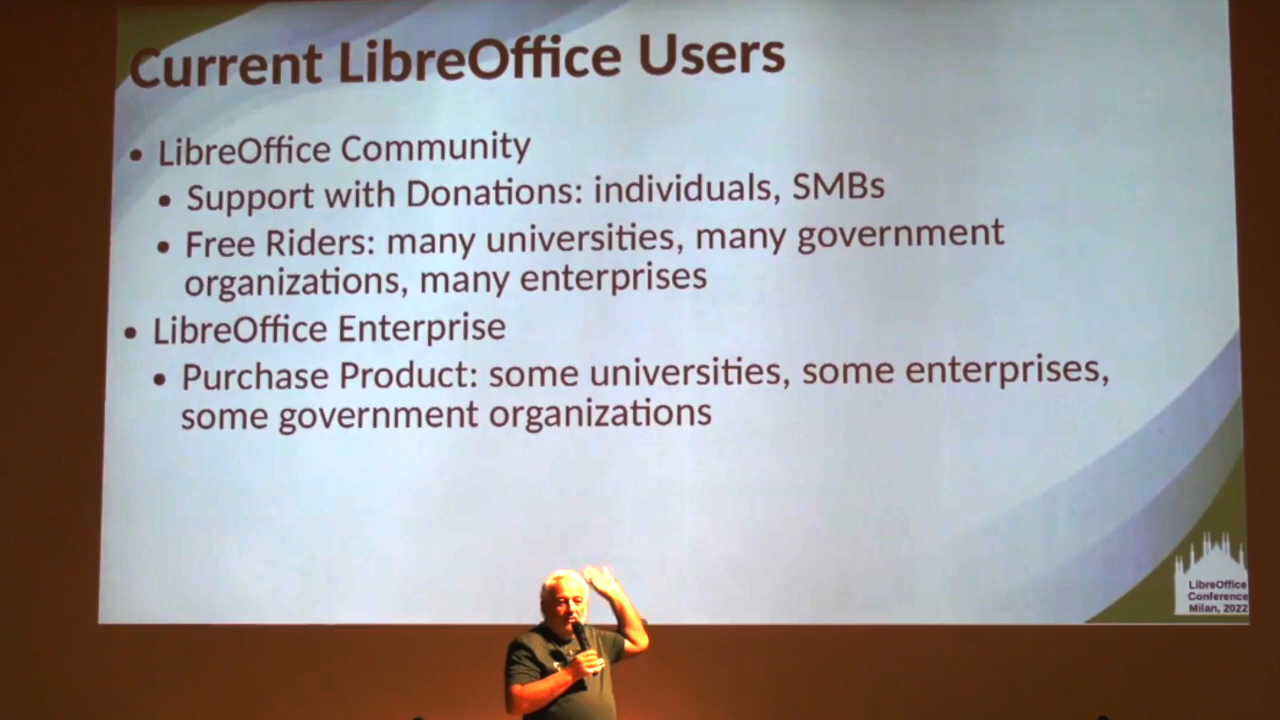 Current LibreOffice Users
• LibreOffice Community
• Support with Donations: individuals, SMBs
• Free Riders: many universities, many government
organizations, many enterprises
• LibreOffice Enterprise
• Purchase Product: some universities, some enterprises,
some government organizations
LibreOffice
Conference
Milan, 2022